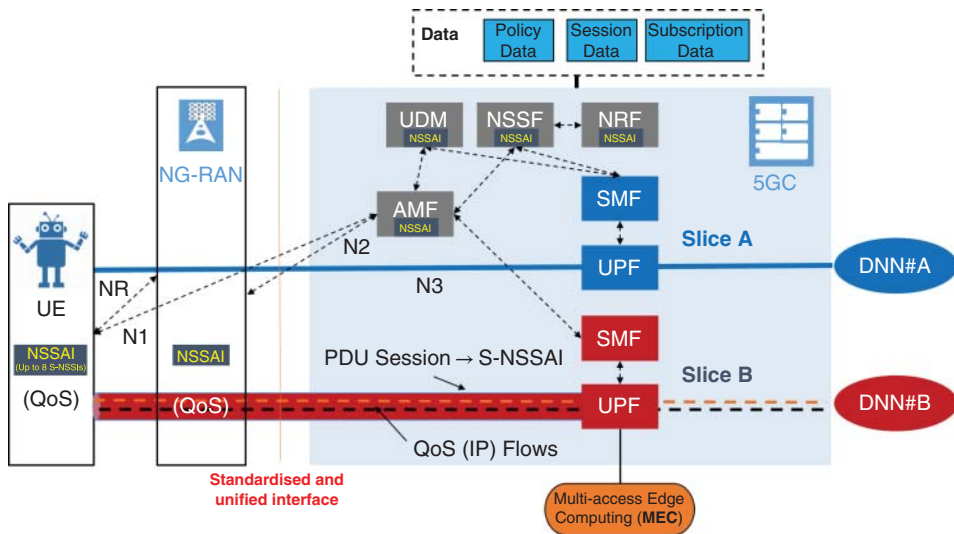 Data
Policy
Data
Session
Data
Subscription
Data
UDM
NSSAI
NSSF
NSSAI
NRF
NSSAI
NG-RAN
5GC
AMF
NSSAI
SMF
N2
Slice A
UPF
DNN#A
NR
N3
UE
N1
SMF
NSSAI
(Up to 8 S-NSSIs)
NSSAI
PDU Session → S-NSSAI
Slice B
(QoS)
(QoS)
UPF
DNN#B
QoS (IP) Flows
Standardised and
unified interface
Multi-access Edge
Computing (MEC)